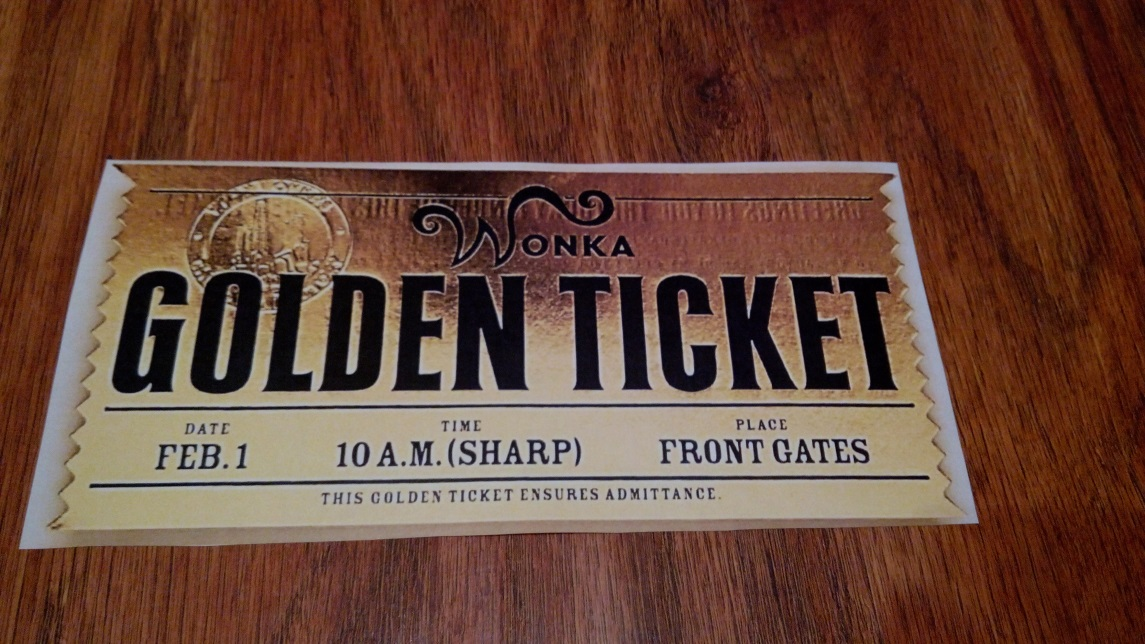 WONKA
GOLDEN TICKET
DATE TIME PLACE
FEB. 1 10 A.M. (SHARP) FRONT GATES
THIS GOLDEN TICKET ENSURES ADMITTANCE.